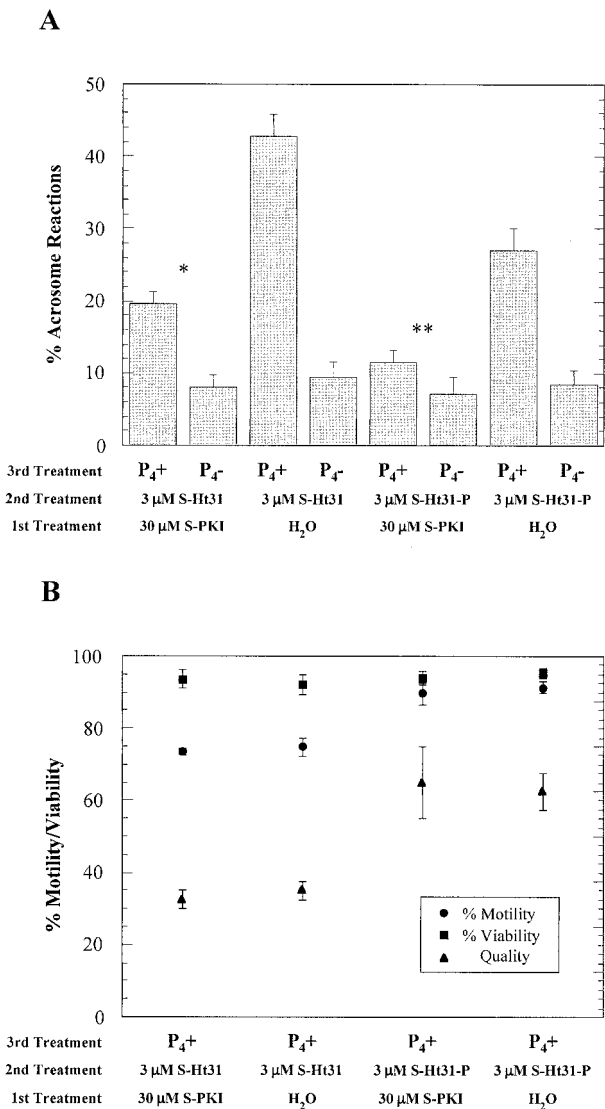 A
50
40
30
20
10
0
% Acrosome Reactions
*
**
3rd Treatment P₄+ P₄- P₄+ P₄- P₄+ P₄- P₄+ P₄-
2nd Treatment 3 µM S-Ht31 3 µM S-Ht31 3 µM S-Ht31-P 3 µM S-Ht31-P
1st Treatment 30 µM S-PKI H₂O 30 µM S-PKI H₂O
B
100
80
60
40
20
0
% Motility/Viability
% Motility
% Viability
Quality
3rd Treatment P₄+ P₄+ P₄+ P₄+
2nd Treatment 3 µM S-Ht31 3 µM S-Ht31 3 µM S-Ht31-P 3 µM S-Ht31-P
1st Treatment 30 µM S-PKI H₂O 30 µM S-PKI H₂O